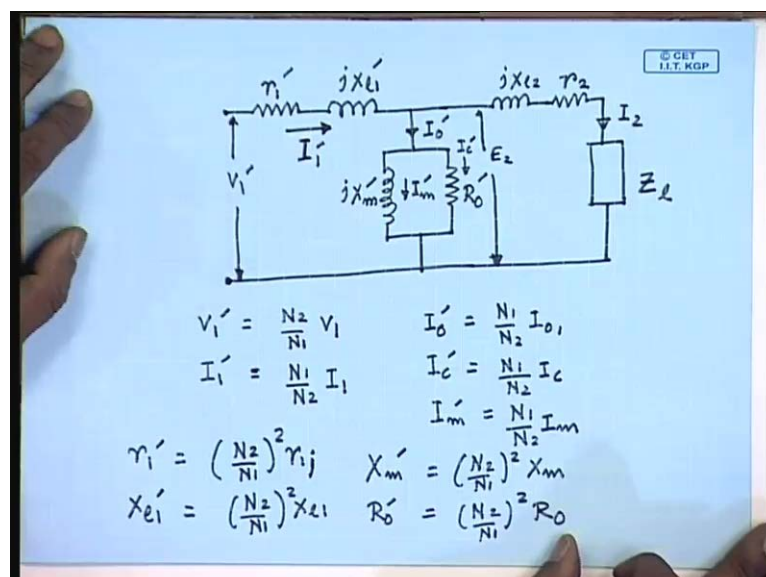 © CET
I.I.T. KGP
r₁′ jxℓ₁′ jxℓ₂ r₂
I₁′ I₀′ I₂
V₁′ jXm′ Im′ Ic′ R₀′ E₂ Zℓ
V₁′ = N₂/N₁ V₁ I₀′ = N₁/N₂ I₀₁
I₁′ = N₁/N₂ I₁ Ic′ = N₁/N₂ Ic
Im′ = N₁/N₂ Im
r₁′ = (N₂/N₁)² r₁; Xm′ = (N₂/N₁)² Xm
Xℓ₁′ = (N₂/N₁)² Xℓ₁ R₀′ = (N₂/N₁)² R₀